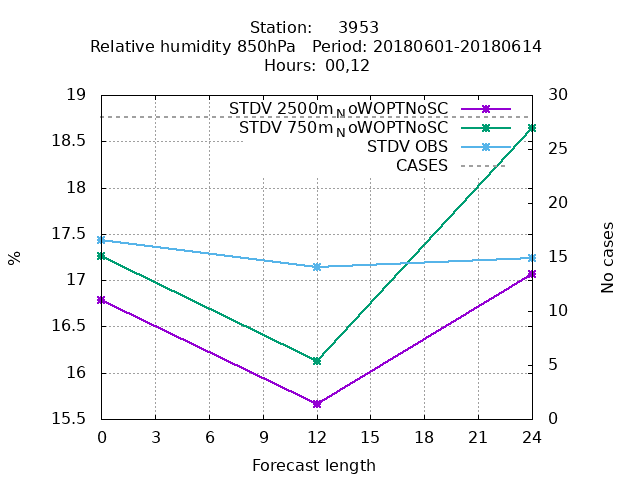 Station:     3953
Relative humidity 850hPa   Period: 20180601-20180614
Hours: 00,12
STDV 2500m_NoWOPTNoSC
STDV 750m_NoWOPTNoSC
STDV OBS
CASES
19
18.5
18
17.5
17
16.5
16
15.5
%
30
25
20
15
10
5
0
No cases
0 3 6 9 12 15 18 21 24
Forecast length